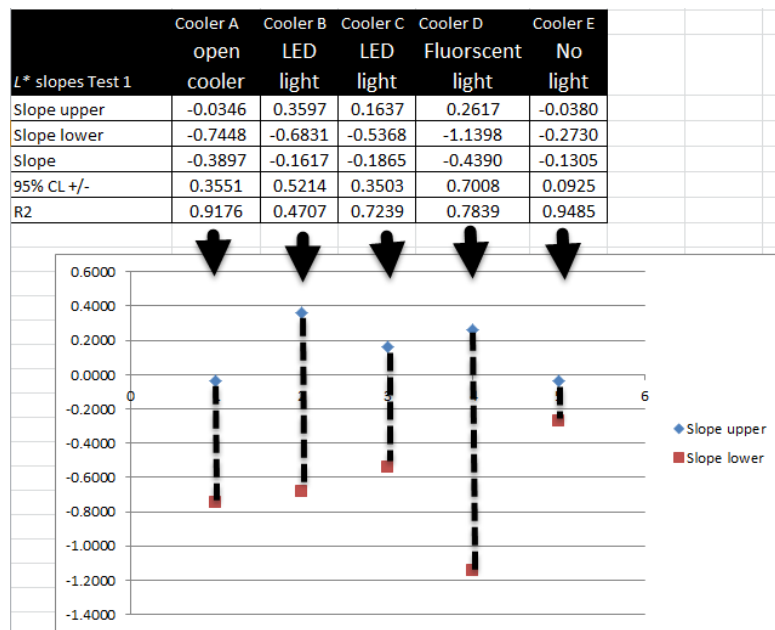 Cooler A Cooler B Cooler C Cooler D Cooler E
open LED LED Fluorscent No
L* slopes Test 1 cooler light light light light
Slope upper -0.0346 0.3597 0.1637 0.2617 -0.0380
Slope lower -0.7448 -0.6831 -0.5368 -1.1398 -0.2730
Slope -0.3897 -0.1617 -0.1865 -0.4390 -0.1305
95% CL +/- 0.3551 0.5214 0.3503 0.7008 0.0925
R2 0.9176 0.4707 0.7239 0.7839 0.9485
0.6000
0.4000
0.2000
0.0000
0 1 2 3 4 5 6
-0.2000
-0.4000
Slope upper
Slope lower
-0.6000
-0.8000
-1.0000
-1.2000
-1.4000